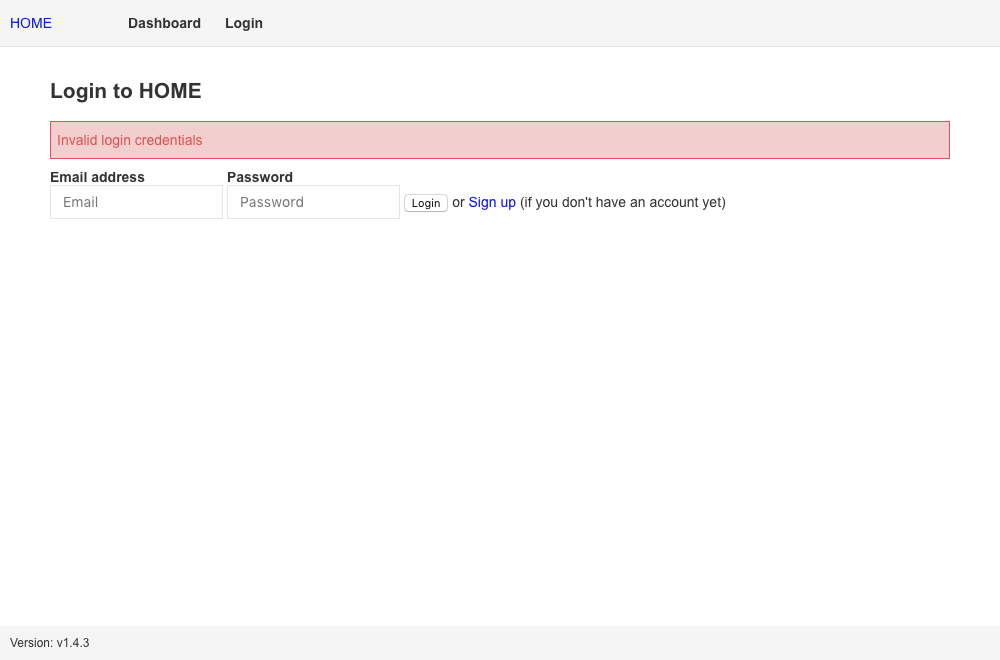 HOME Dashboard Login
Login to HOME
Invalid login credentials
Email address Password
Email Password Login or Sign up (if you don't have an account yet)
Version: v1.4.3